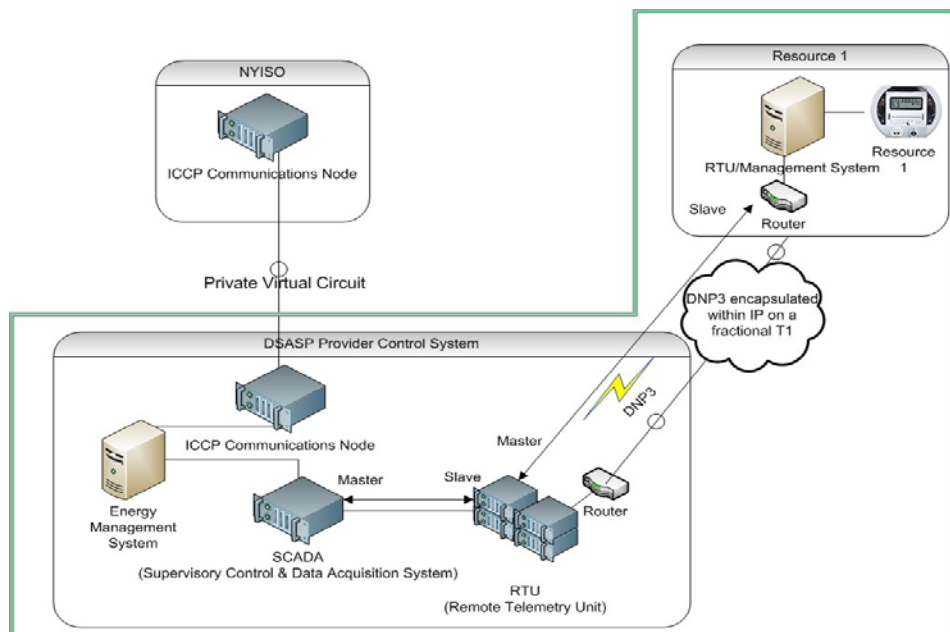 NYISO
ICCP Communications Node
Private Virtual Circuit
Resource 1
RTU/Management System
Resource
1
Slave
Router
DNP3 encapsulated
within IP on a
fractional T1
DSASP Provider Control System
ICCP Communications Node
Energy
Management
System
Master
Slave
SCADA
(Supervisory Control & Data Acquisition System)
Master
DNP3
Router
RTU
(Remote Telemetry Unit)